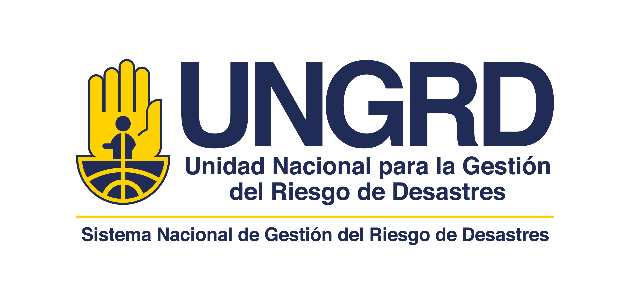 UNGRD
Unidad Nacional para la Gestión
del Riesgo de Desastres
Sistema Nacional de Gestión del Riesgo de Desastres